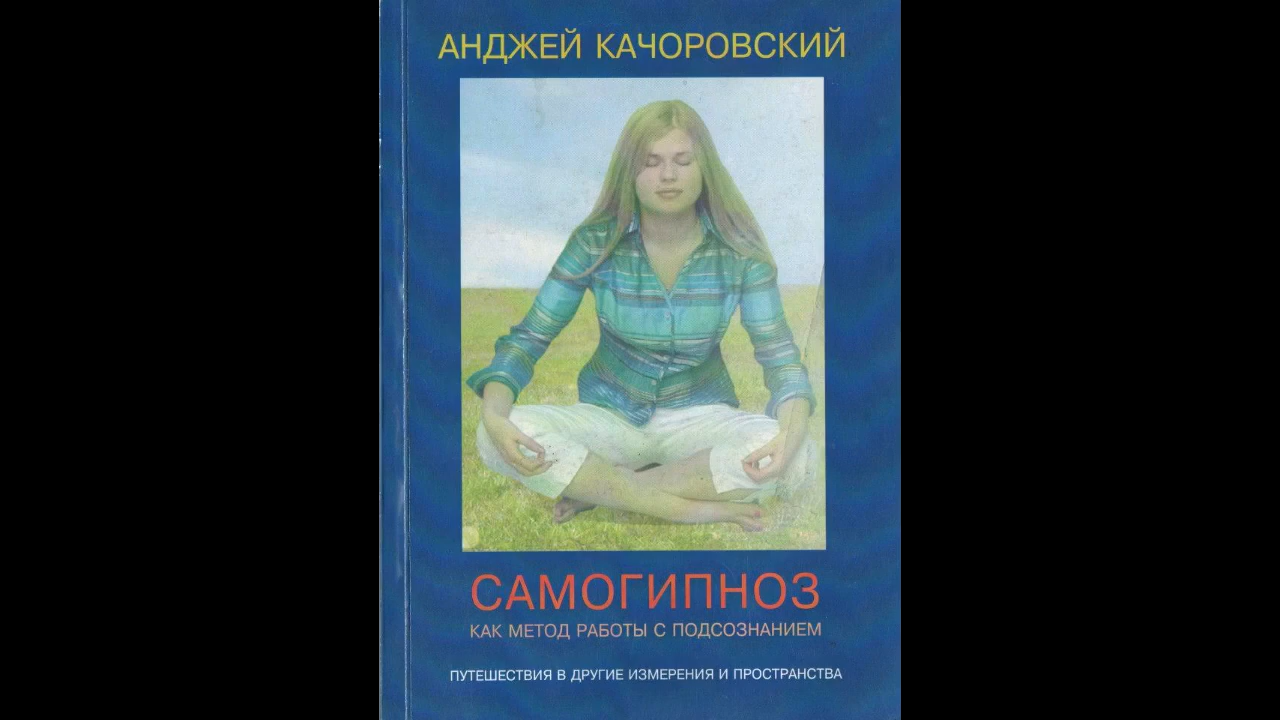 АНДЖЕЙ КАЧОРОВСКИЙ
САМОГИПНОЗ
КАК МЕТОД РАБОТЫ С ПОДСОЗНАНИЕМ
ПУТЕШЕСТВИЯ В ДРУГИЕ ИЗМЕРЕНИЯ И ПРОСТРАНСТВА